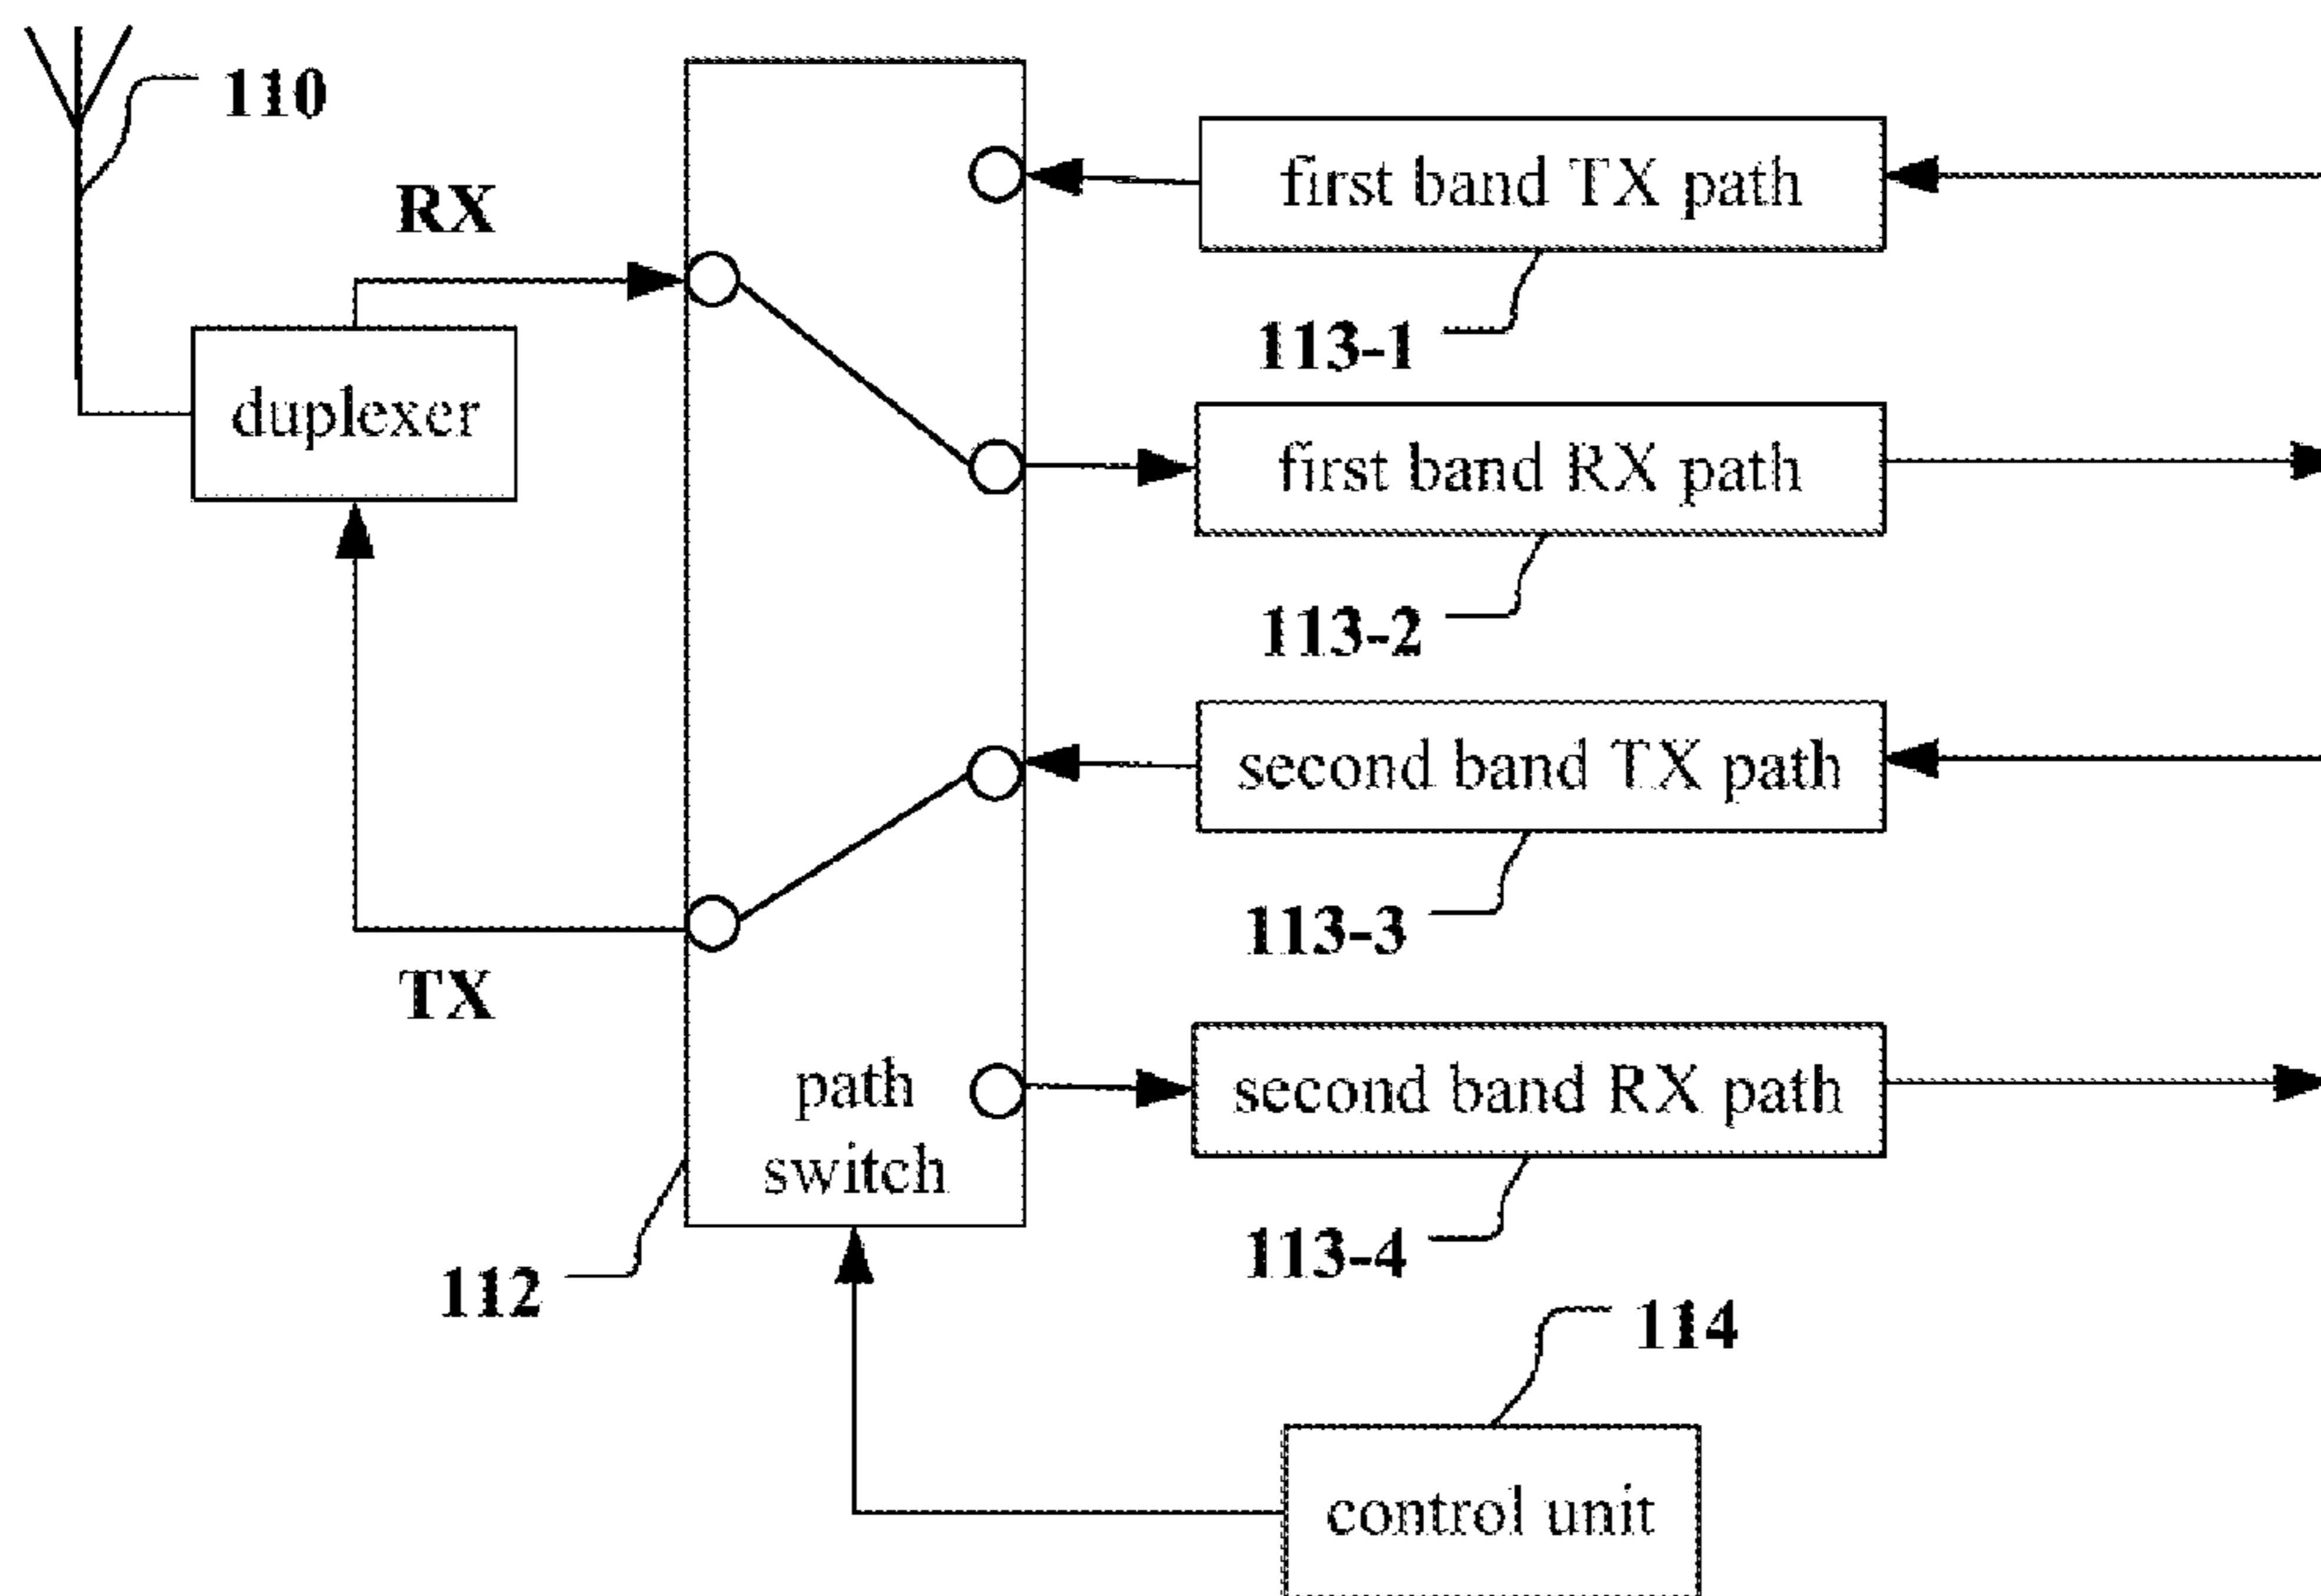 110
RX
first band TX path
113-1
duplexer
first band RX path
113-2
second band TX path
113-3
TX
path
switch
second band RX path
113-4
112
114
control unit